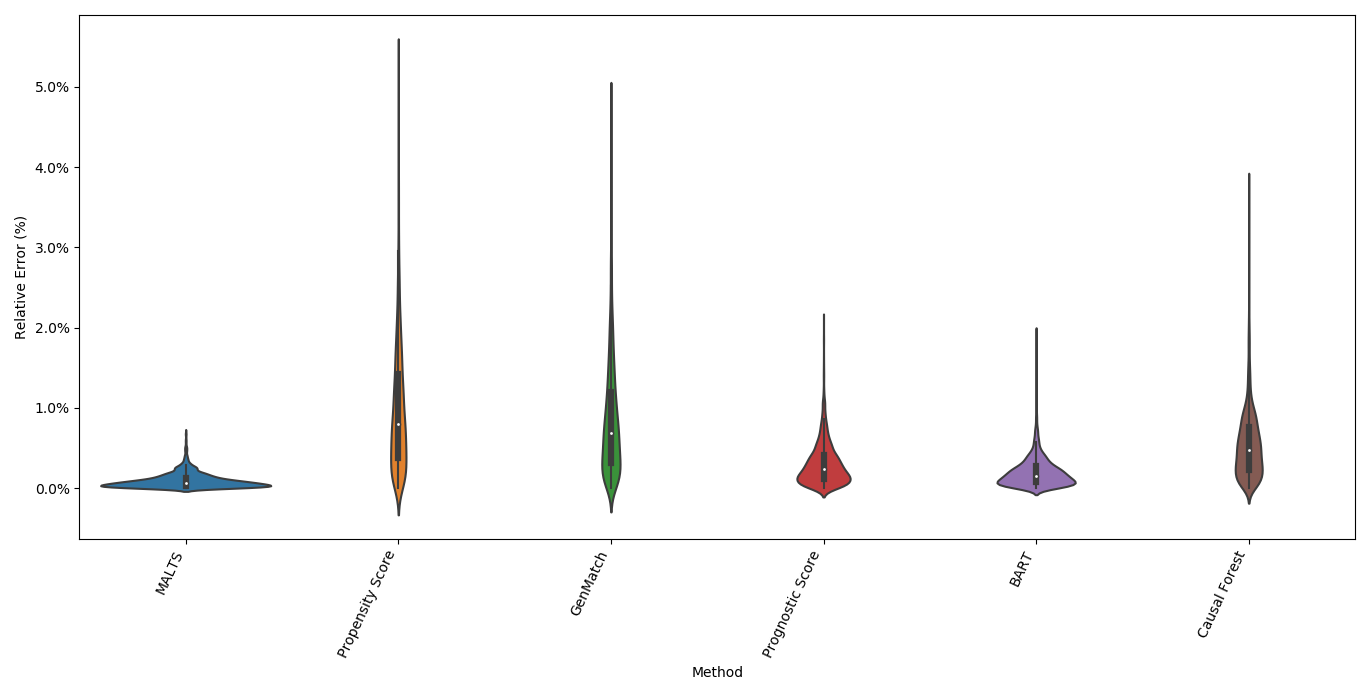 Relative Error (%)
5.0%
4.0%
3.0%
2.0%
1.0%
0.0%
MALTS
Propensity Score
GenMatch
Prognostic Score
BART
Causal Forest
Method